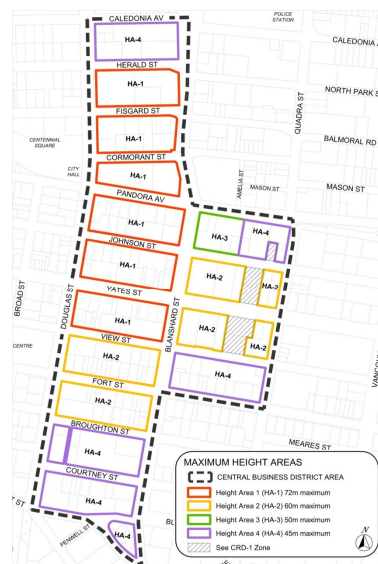 CALEDONIA AV
POLICE
STATION
HA-4
CALEDONIA A
HERALD ST
HA-1
QUADRA ST
NORTH PARK S
FISGARD ST
HA-1
BALMORAL RD
CENTENNIAL
SQUARE
CORMORANT ST
CITY
HALL
HA-1
AMELIA ST
MASON ST
MASON ST
PANDORA AV
HA-1
HA-3
HA-4
JOHNSON ST
HA-1
HA-2
HA-2
YATES ST
DOUGLAS ST
BROAD ST
HA-1
BLANSHARD ST
HA-2
HA-2
VIEW ST
CENTRE
HA-2
HA-4
VANCOU
FORT ST
HA-2
BROUGHTON ST
MEARES ST
HA-4
COURTNEY ST
HA-4
PENWELL ST
HA-4
MAXIMUM HEIGHT AREAS
CENTRAL BUSINESS DISTRICT AREA
Height Area 1 (HA-1) 72m maximum
Height Area 2 (HA-2) 60m maximum
Height Area 3 (HA-3) 50m maximum
Height Area 4 (HA-4) 45m maximum
See CRD-1 Zone